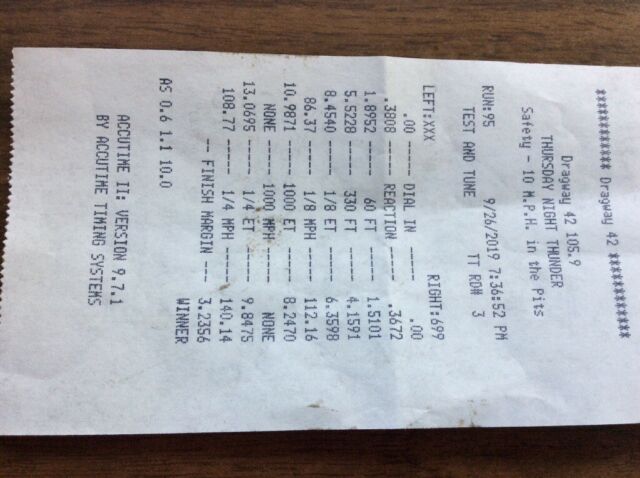 ************ Dragway 42 ************
Dragway 42 105.9
THURSDAY NIGHT THUNDER
Safety - 10 M.P.H. in the Pits
RUN:95 9/26/2019 7:36:52 PM
TEST AND TUNE TT RD# 3
LEFT:XXX RIGHT:699
.00 ----- DIAL IN ----- .00
.3808 ----- REACTION ----- .3672
1.8952 ----- 60 FT ----- 1.5101
5.5228 ----- 330 FT ----- 4.1591
8.4540 ----- 1/8 ET ----- 6.3598
86.37 ----- 1/8 MPH ----- 112.16
10.9871 ----- 1000 ET ----- 8.2470
NONE ----- 1000 MPH ----- NONE
13.0695 ----- 1/4 ET ----- 9.8475
108.77 ----- 1/4 MPH ----- 140.14
-- FINISH MARGIN --- 3.2356
WINNER
AS 0.6 1.1 10.0
ACCUTIME II: VERSION 9.7.1
BY ACCUTIME TIMING SYSTEMS